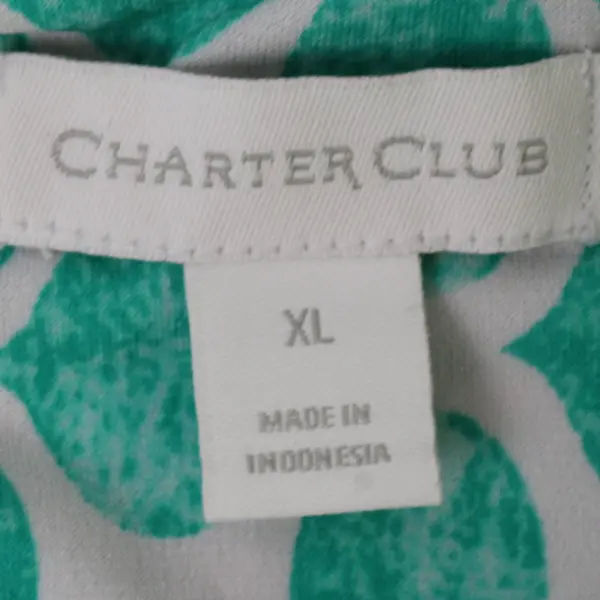 CHARTER CLUB
XL
MADE IN
INDONESIA